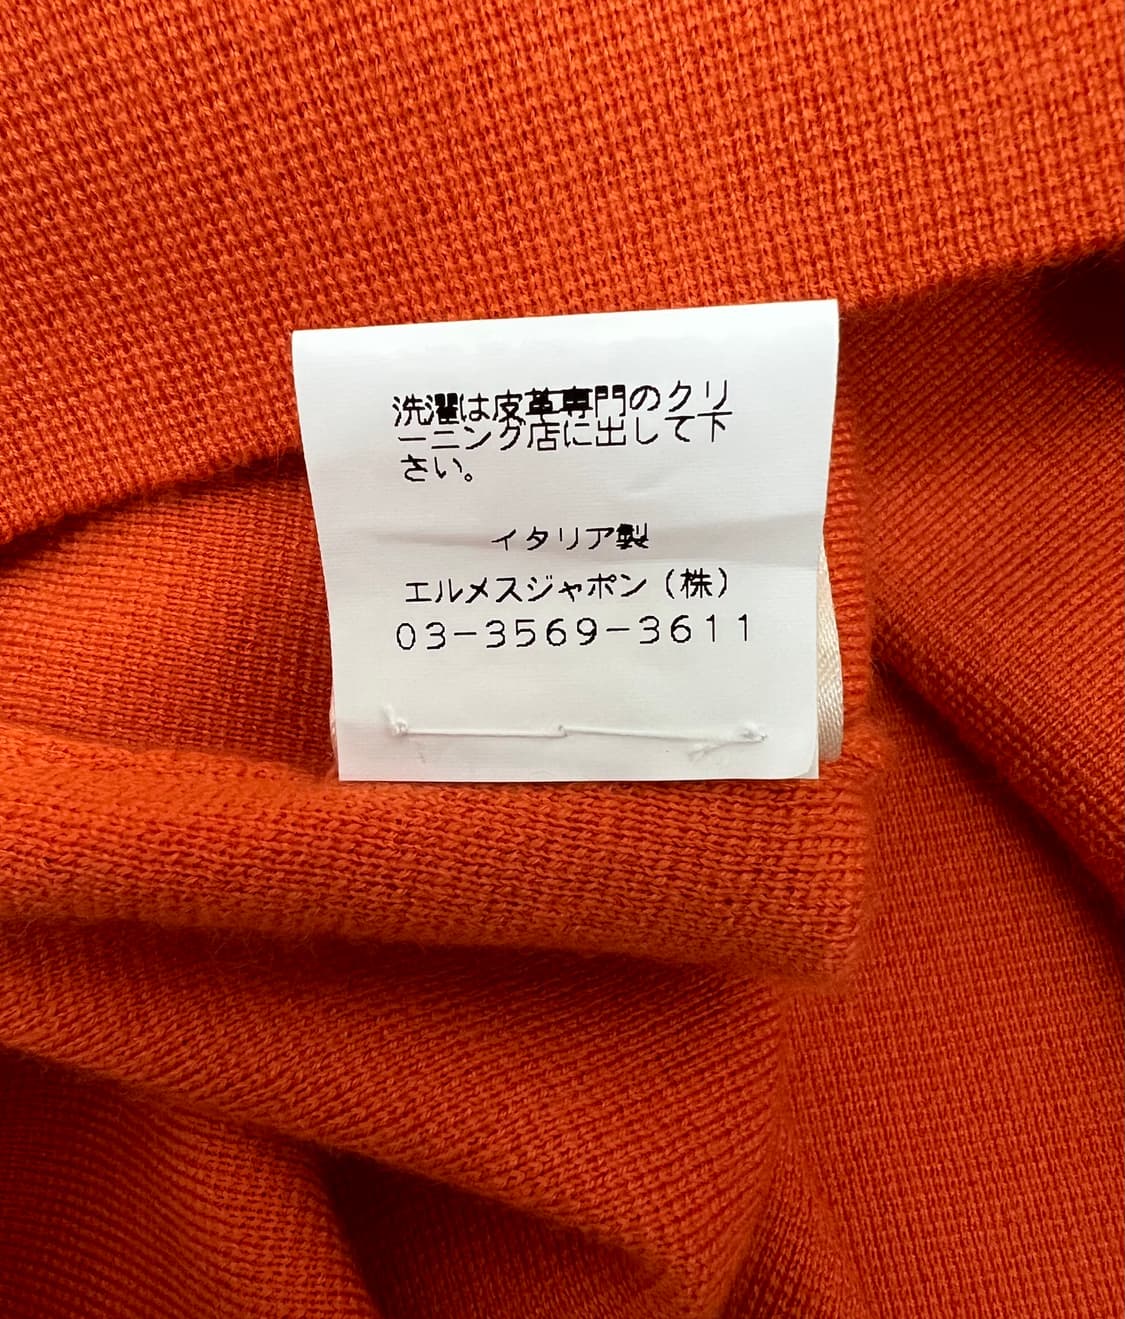 洗濯は皮革専門のクリ
ーニング店に出して下
さい。
イタリア製
エルメスジャポン（株）
03-3569-3611